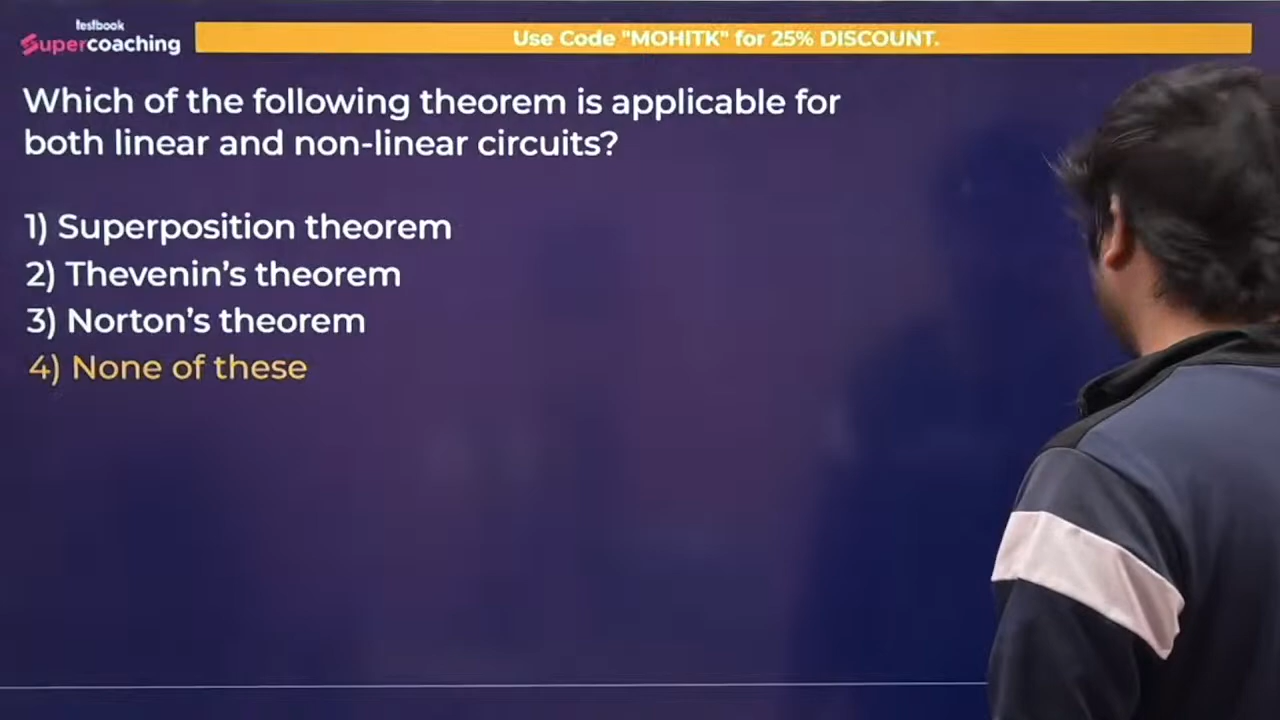 testbook
Supercoaching
Use Code "MOHITK" for 25% DISCOUNT.
Which of the following theorem is applicable for
both linear and non-linear circuits?
1) Superposition theorem
2) Thevenin's theorem
3) Norton's theorem
4) None of these